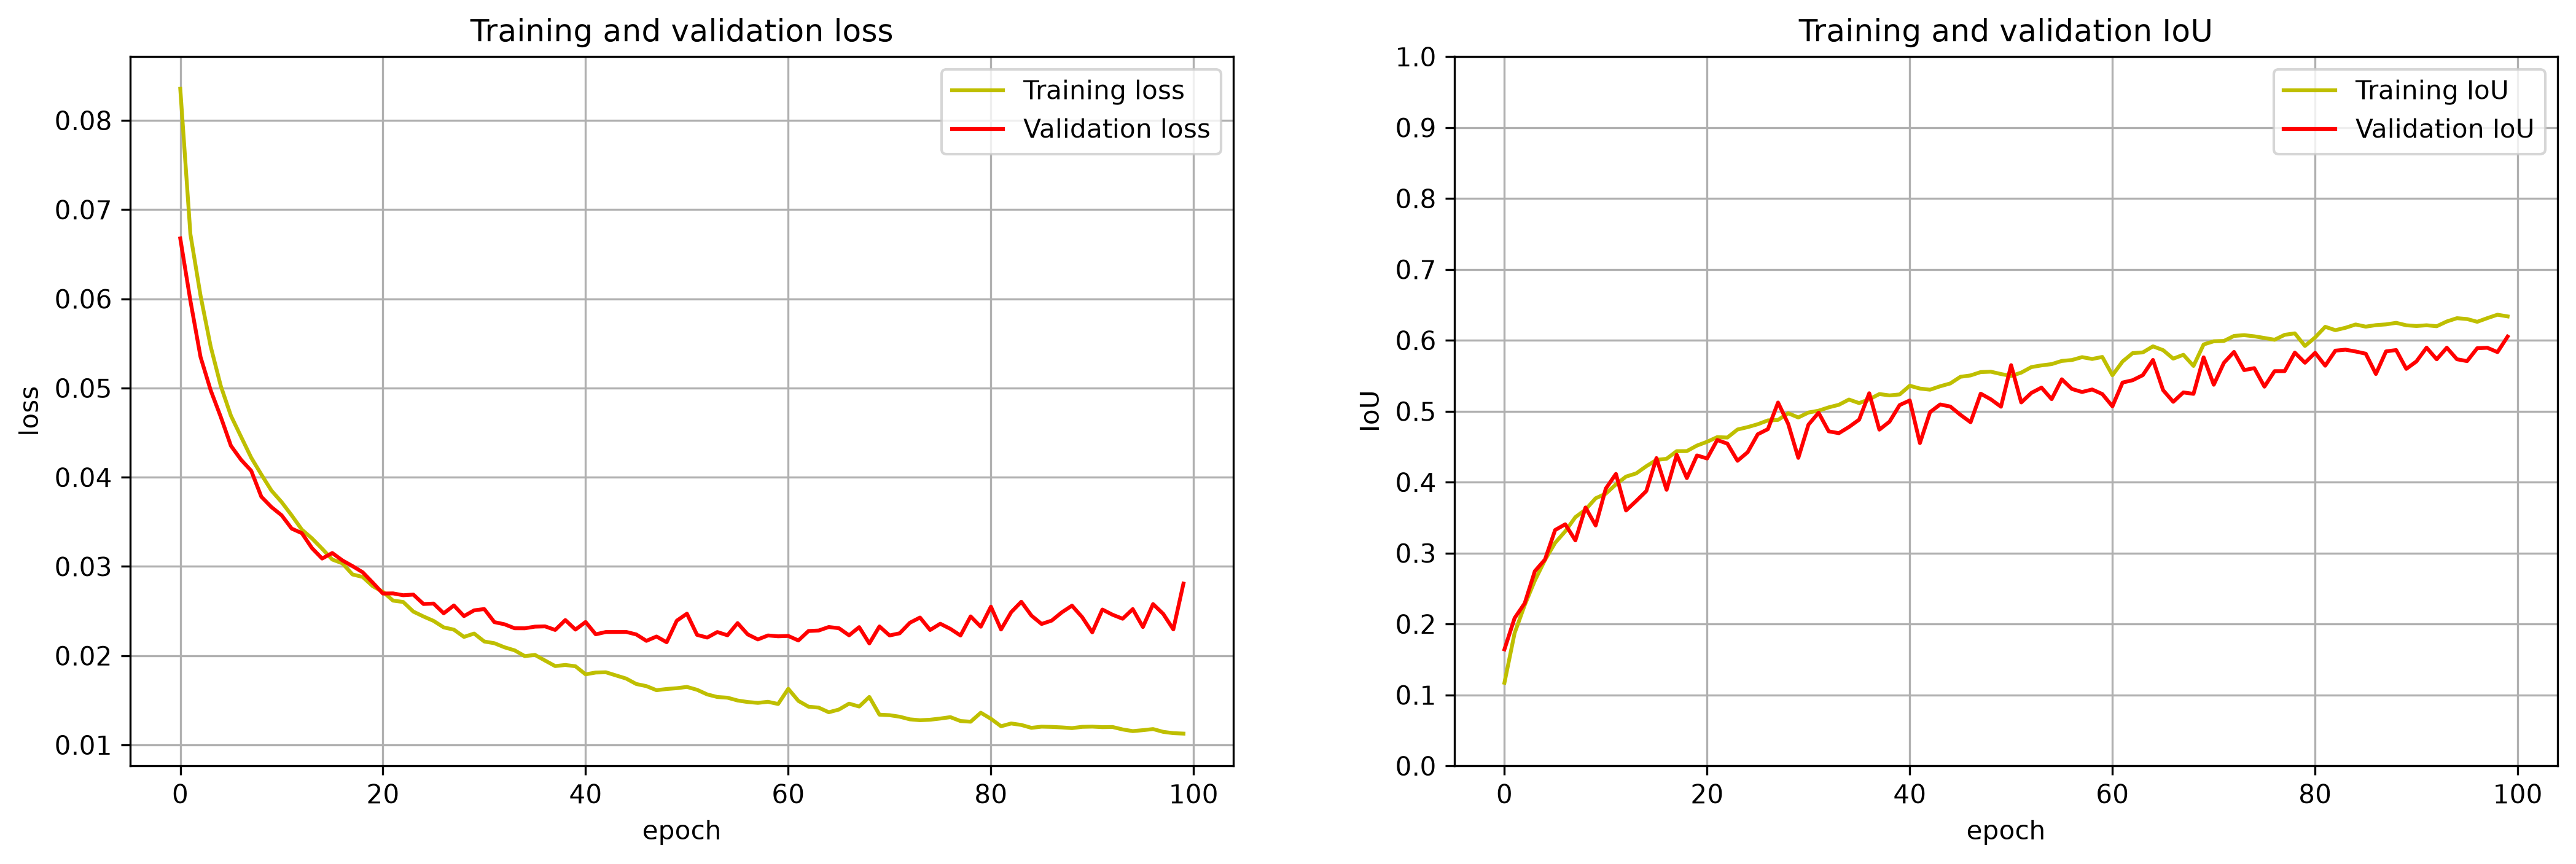 Training and validation loss
Training loss
Validation loss
0.08
0.07
0.06
0.05
0.04
0.03
0.02
0.01
loss
0 20 40 60 80 100
epoch
Training and validation IoU
Training IoU
Validation IoU
1.0
0.9
0.8
0.7
0.6
0.5
0.4
0.3
0.2
0.1
0.0
IoU
0 20 40 60 80 100
epoch